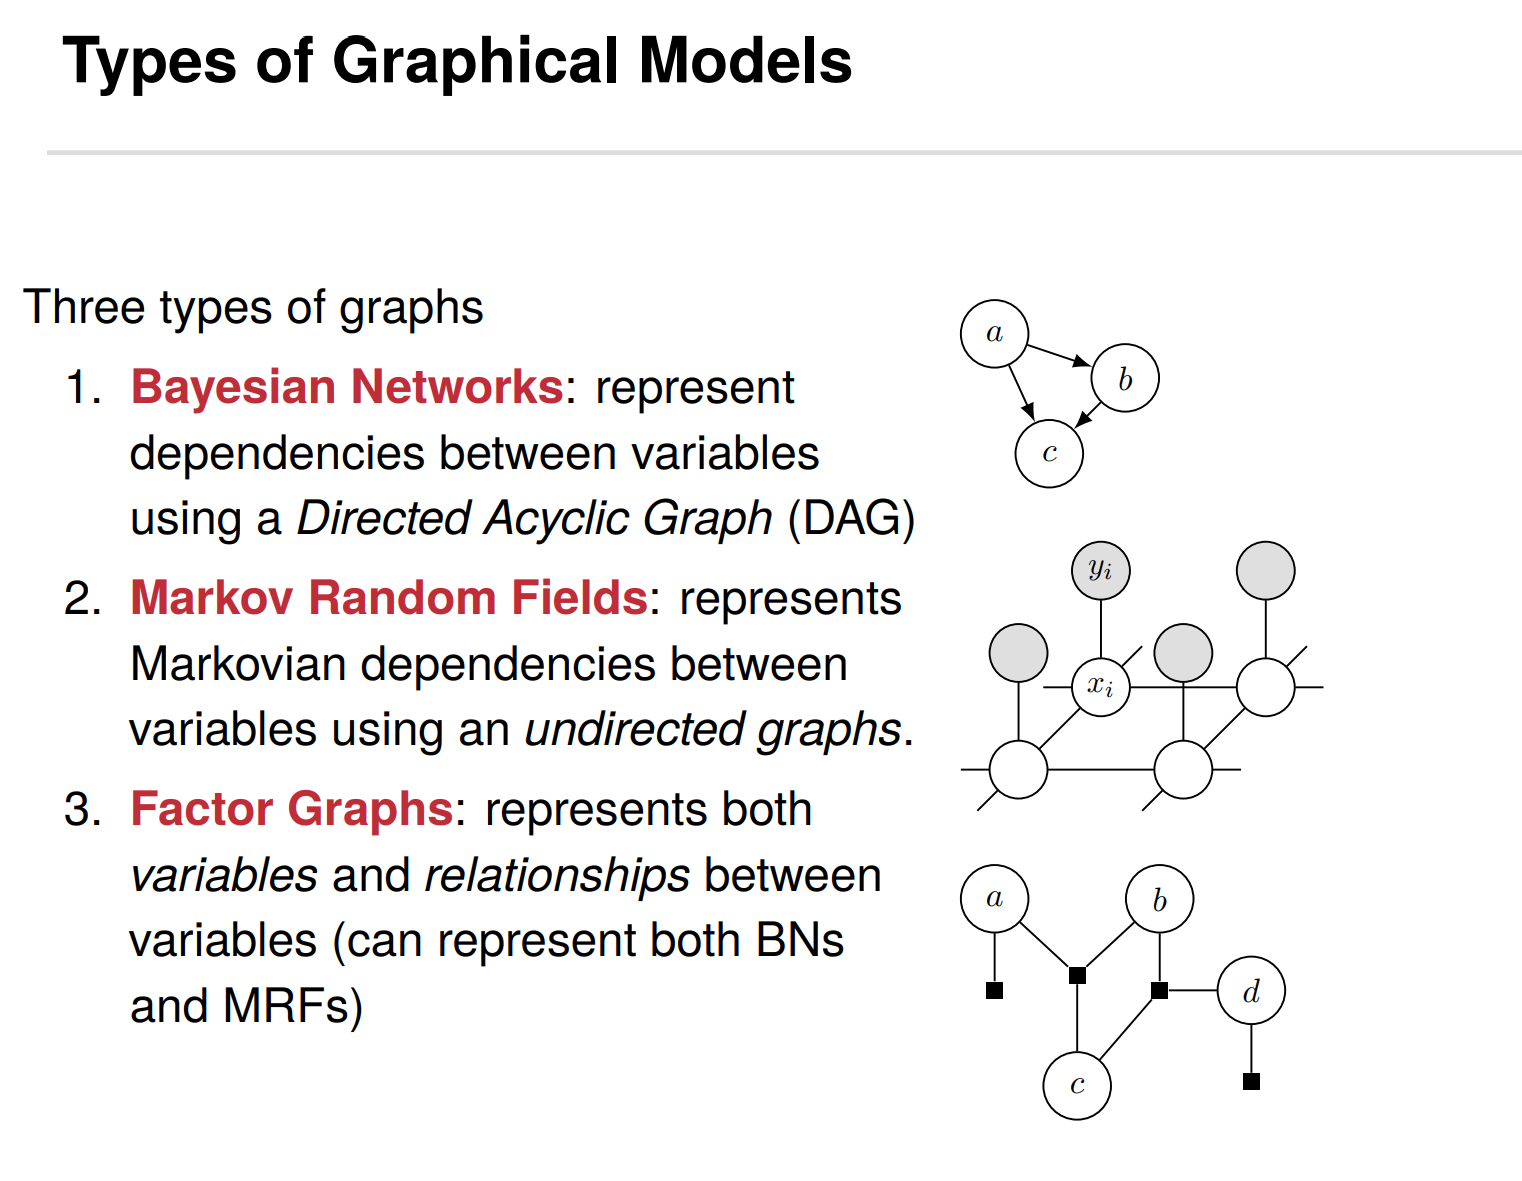 Types of Graphical Models
Three types of graphs
1. Bayesian Networks: represent
dependencies between variables
using a Directed Acyclic Graph (DAG)
2. Markov Random Fields: represents
Markovian dependencies between
variables using an undirected graphs.
3. Factor Graphs: represents both
variables and relationships between
variables (can represent both BNs
and MRFs)
a
b
c
y_i
x_i
a
b
d
c